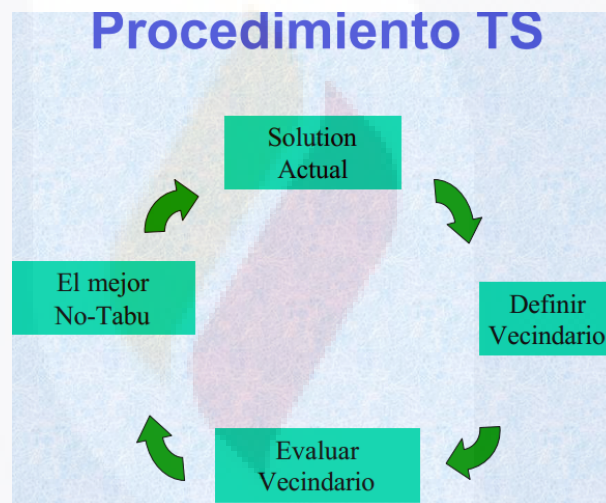 Procedimiento TS
Solution
Actual
Definir
Vecindario
Evaluar
Vecindario
El mejor
No-Tabu